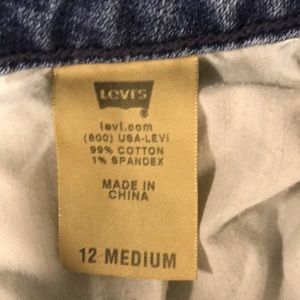 LEVI'S
®
levi.com
(800) USA-LEVI
99% COTTON
1% SPANDEX
MADE IN
CHINA
12 MEDIUM